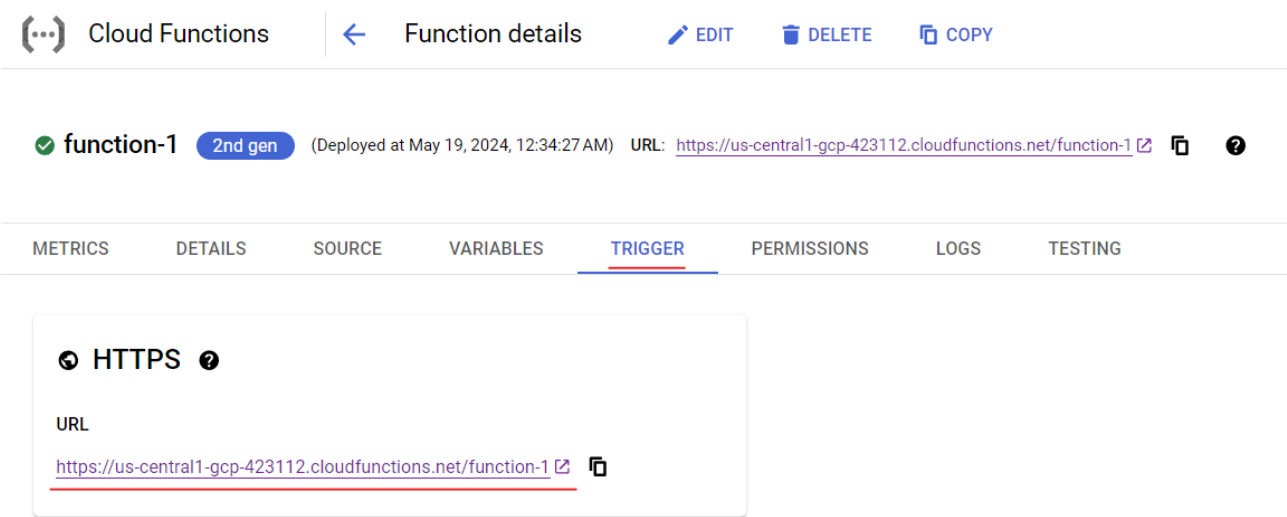 Cloud Functions Function details EDIT DELETE COPY
function-1 2nd gen (Deployed at May 19, 2024, 12:34:27 AM) URL: https://us-central1-gcp-423112.cloudfunctions.net/function-1
METRICS DETAILS SOURCE VARIABLES TRIGGER PERMISSIONS LOGS TESTING
HTTPS
URL
https://us-central1-gcp-423112.cloudfunctions.net/function-1